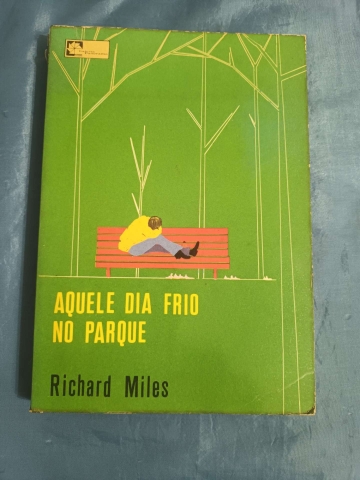 AQUELE DIA FRIO
NO PARQUE
Richard Miles